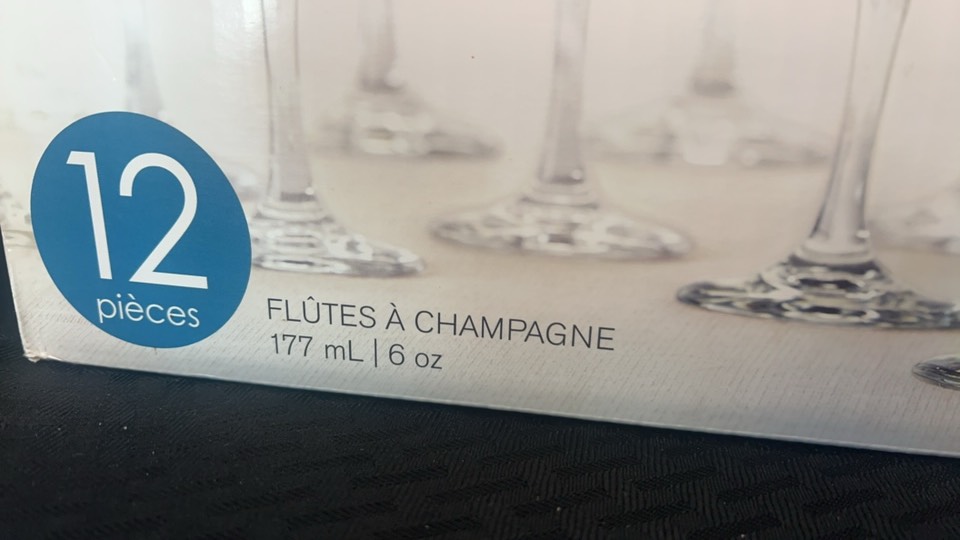 12
pièces
FLÛTES À CHAMPAGNE
177 mL | 6 oz